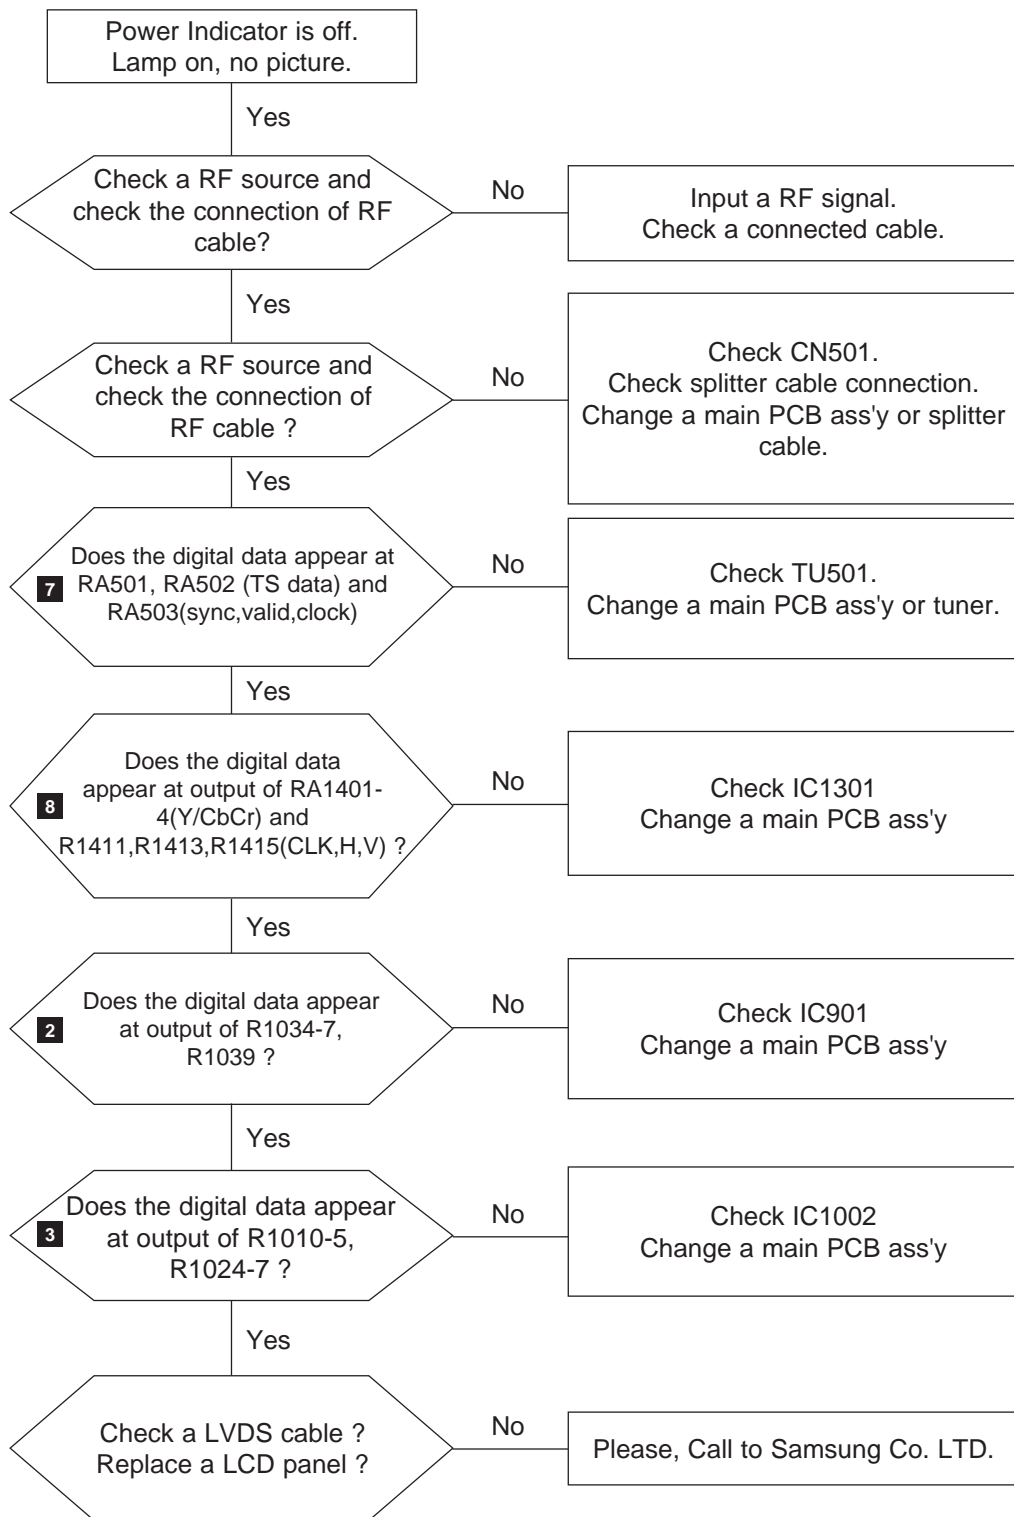 Power Indicator is off.
Lamp on, no picture.
Yes
Check a RF source and
check the connection of RF
cable?
No
Input a RF signal.
Check a connected cable.
Yes
Check a RF source and
check the connection of
RF cable ?
No
Check CN501.
Check splitter cable connection.
Change a main PCB ass'y or splitter
cable.
Yes
7
Does the digital data appear at
RA501, RA502 (TS data) and
RA503(sync,valid,clock)
No
Check TU501.
Change a main PCB ass'y or tuner.
Yes
8
Does the digital data
appear at output of RA1401-
4(Y/CbCr) and
R1411,R1413,R1415(CLK,H,V) ?
No
Check IC1301
Change a main PCB ass'y
Yes
2
Does the digital data appear
at output of R1034-7,
R1039 ?
No
Check IC901
Change a main PCB ass'y
Yes
3
Does the digital data appear
at output of R1010-5,
R1024-7 ?
No
Check IC1002
Change a main PCB ass'y
Yes
Check a LVDS cable ?
Replace a LCD panel ?
No
Please, Call to Samsung Co. LTD.